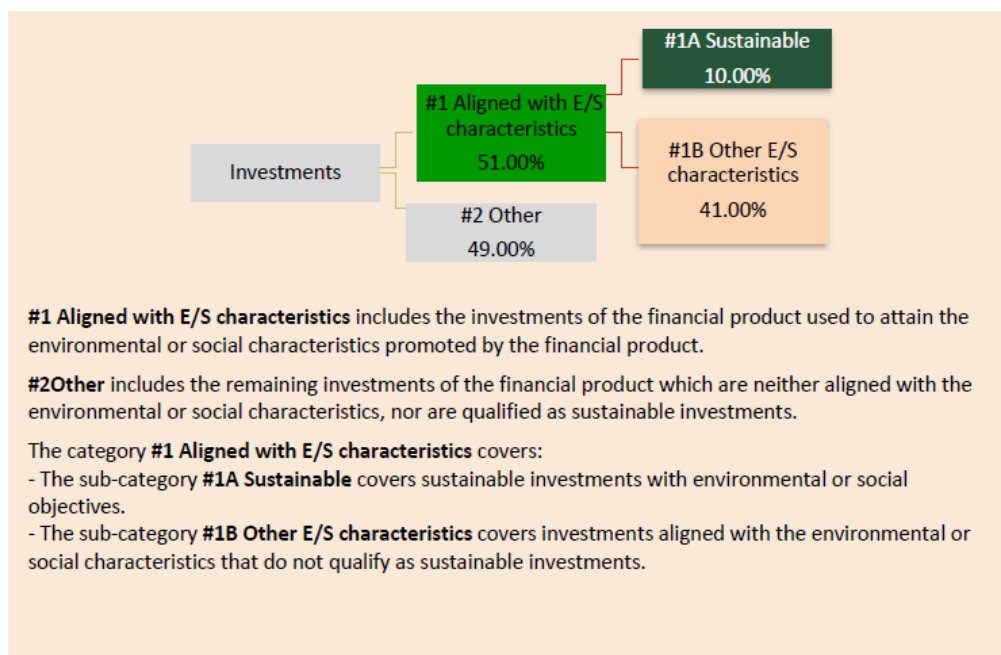 #1A Sustainable
10.00%
#1 Aligned with E/S
characteristics
51.00%
#1B Other E/S
characteristics
41.00%
Investments
#2 Other
49.00%
#1 Aligned with E/S characteristics includes the investments of the financial product used to attain the
environmental or social characteristics promoted by the financial product.
#2Other includes the remaining investments of the financial product which are neither aligned with the
environmental or social characteristics, nor are qualified as sustainable investments.
The category #1 Aligned with E/S characteristics covers:
- The sub-category #1A Sustainable covers sustainable investments with environmental or social
objectives.
- The sub-category #1B Other E/S characteristics covers investments aligned with the environmental or
social characteristics that do not qualify as sustainable investments.